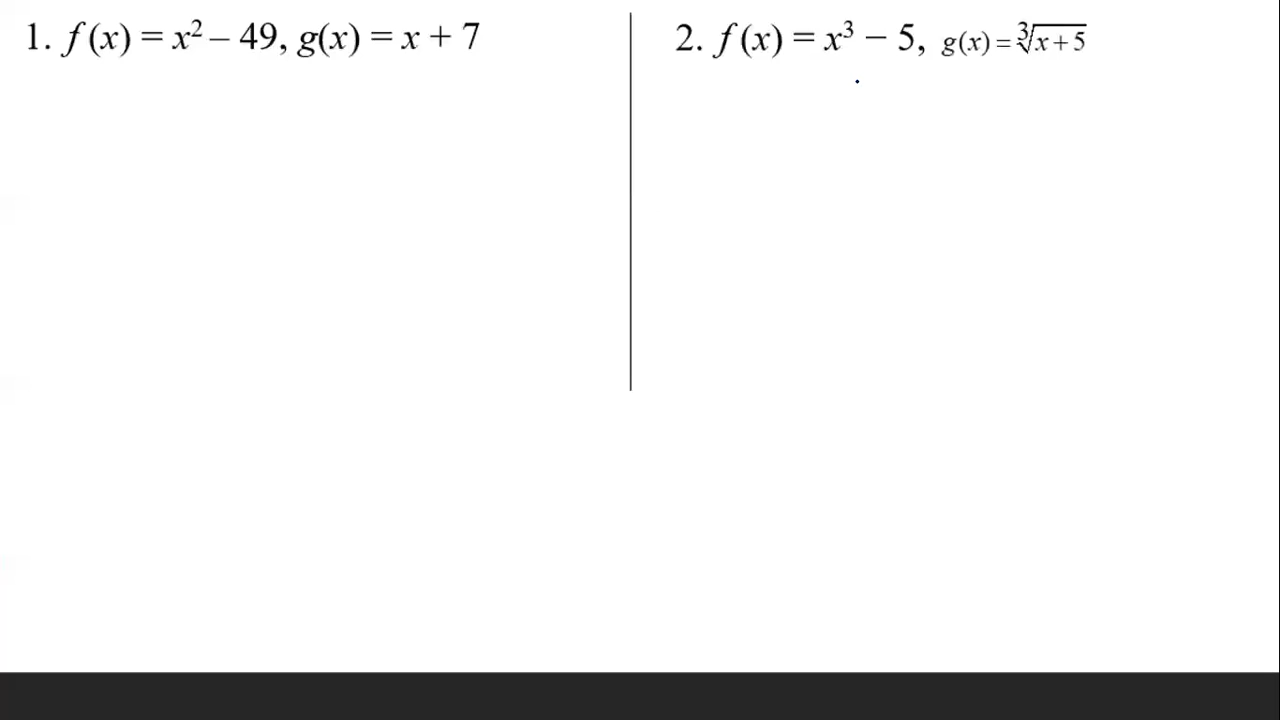 1. f (x) = x² – 49, g(x) = x + 7
2. f (x) = x³ − 5, g(x) = ∛(x + 5)